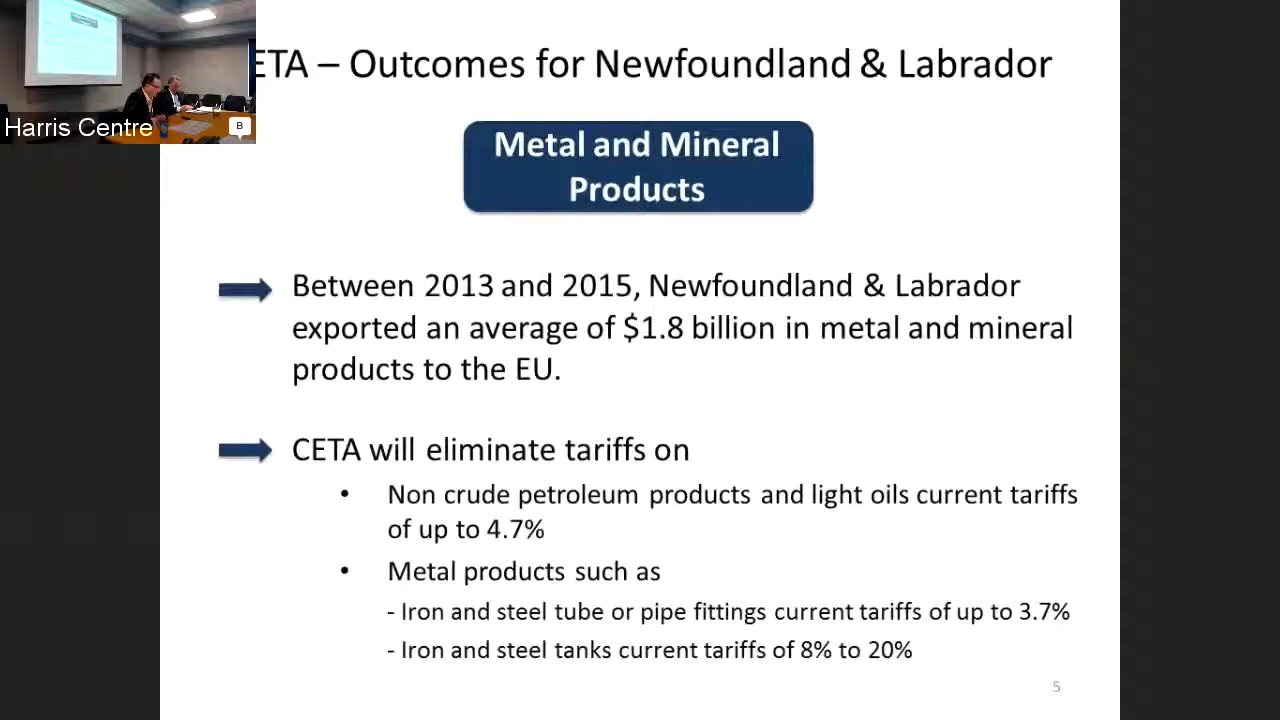 ETA – Outcomes for Newfoundland & Labrador
Harris Centre
B
Metal and Mineral
Products
Between 2013 and 2015, Newfoundland & Labrador
exported an average of $1.8 billion in metal and mineral
products to the EU.
CETA will eliminate tariffs on
• Non crude petroleum products and light oils current tariffs
of up to 4.7%
• Metal products such as
- Iron and steel tube or pipe fittings current tariffs of up to 3.7%
- Iron and steel tanks current tariffs of 8% to 20%
5